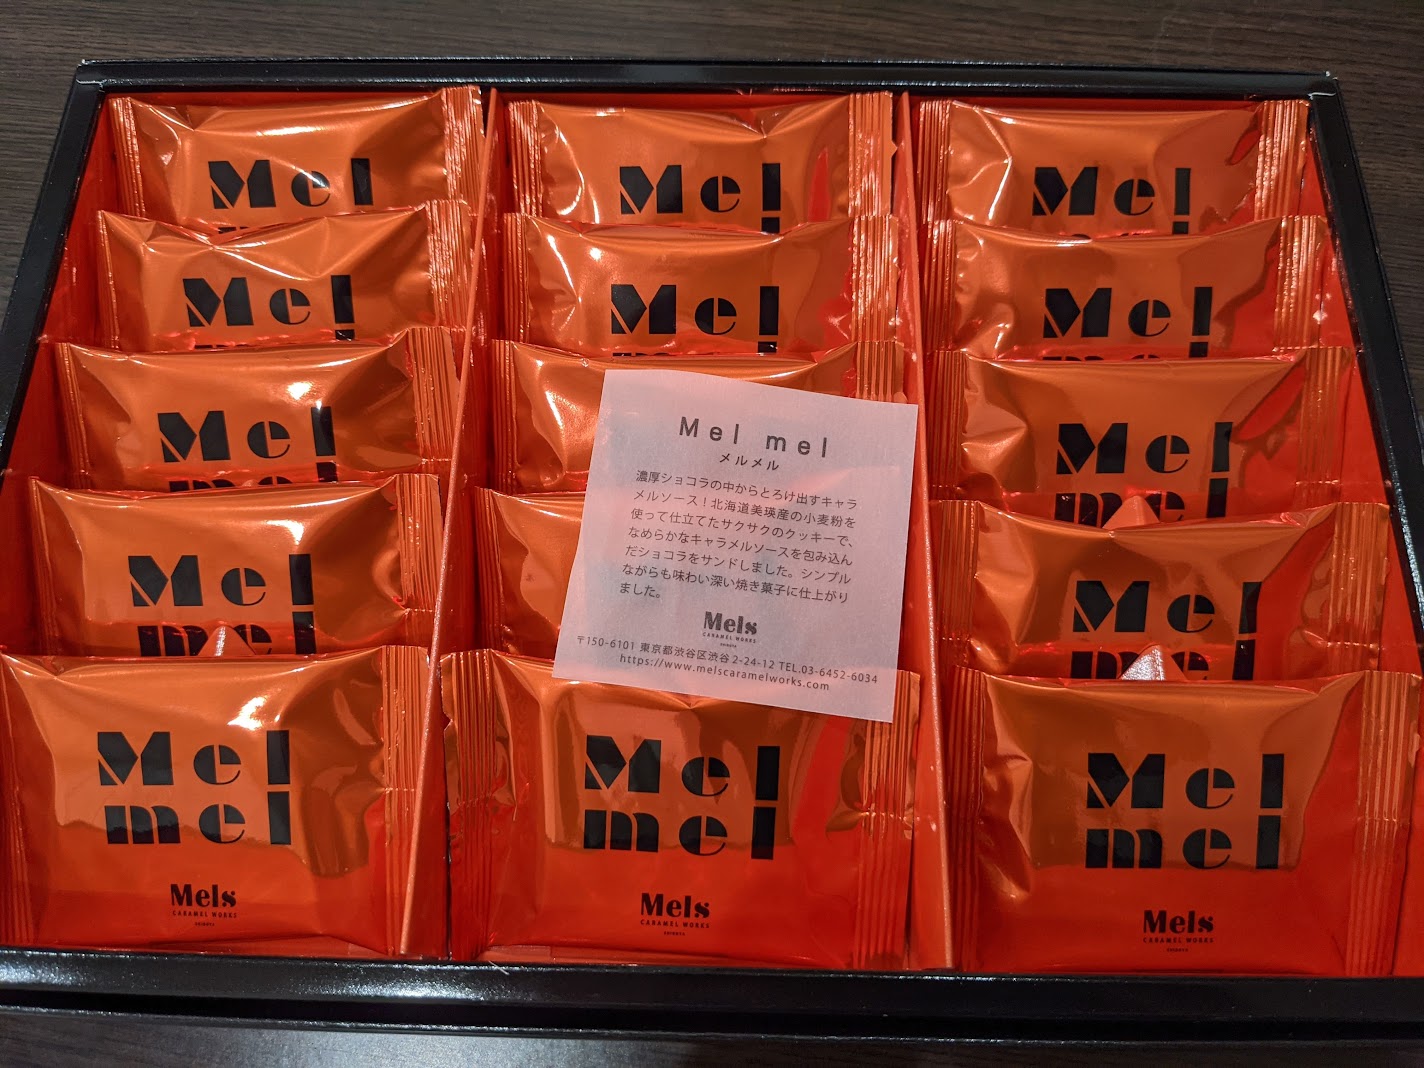 Mel
Mel
Mel
Mel
Mel
Mel
Mel
mel
Mel
mel
Mel
mel
Mel
mel
Mel mel
メルメル
濃厚ショコラの中からとろけ出すキャラ
メルソース!北海道美瑛産の小麦粉を
使って仕立てたサクサクのクッキーで、
なめらかなキャラメルソースを包み込ん
だショコラをサンドしました。シンプル
ながらも味わい深い焼き菓子に仕上がり
ました。
Mels
CARAMEL WORKS
〒150-6101 東京都渋谷区渋谷2-24-12 TEL.03-6452-6034
https://www.melscaramelworks.com
Mel
mel
Mels
CARAMEL WORKS
Mel
mel
Mels
CARAMEL WORKS
Mel
mel
Mels
CARAMEL WORKS